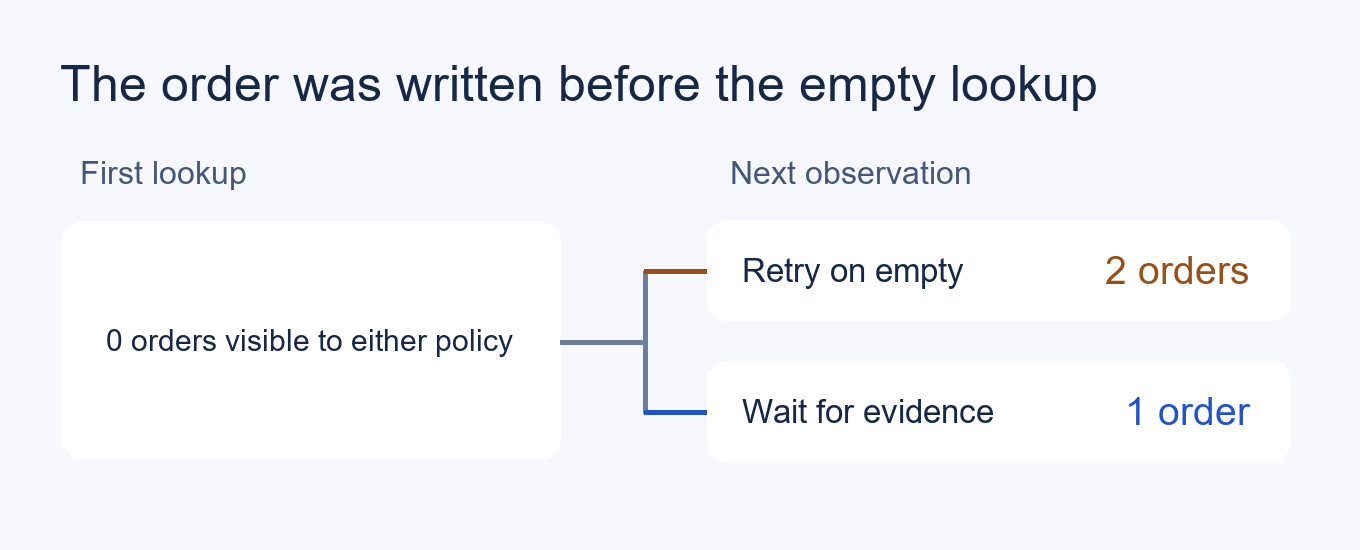 The order was written before the empty lookup
First lookup
Next observation
0 orders visible to either policy
Retry on empty
2 orders
Wait for evidence
1 order